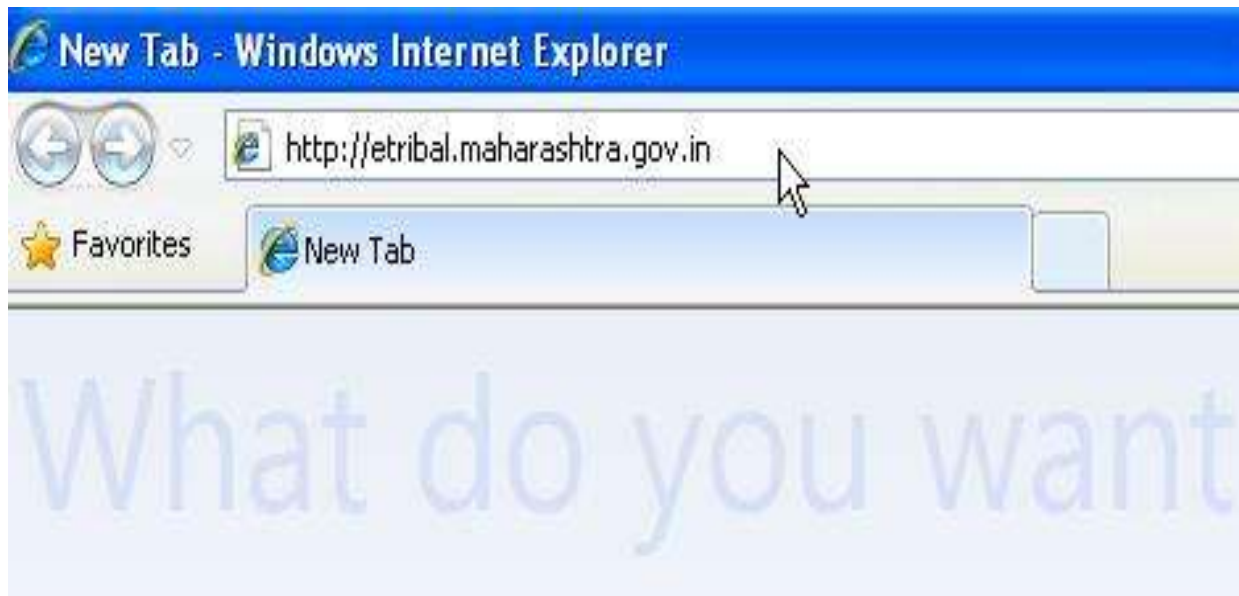 New Tab - Windows Internet Explorer
http://etribal.maharashtra.gov.in
Favorites
New Tab
What do you want